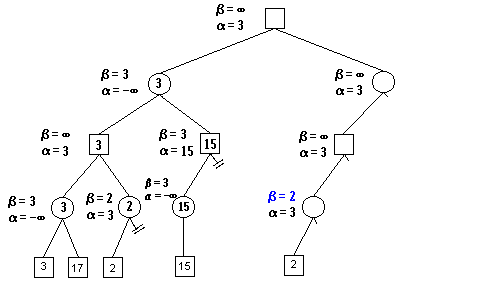 β = ∞
α = 3
β = 3
α = −∞
3
β = ∞
α = 3
β = ∞
α = 3
3
β = 3
α = 15
15
β = ∞
α = 3
β = 3
α = −∞
3
β = 2
α = 3
2
β = 3
α = −∞
15
β = 2
α = 3
3
17
2
15
2